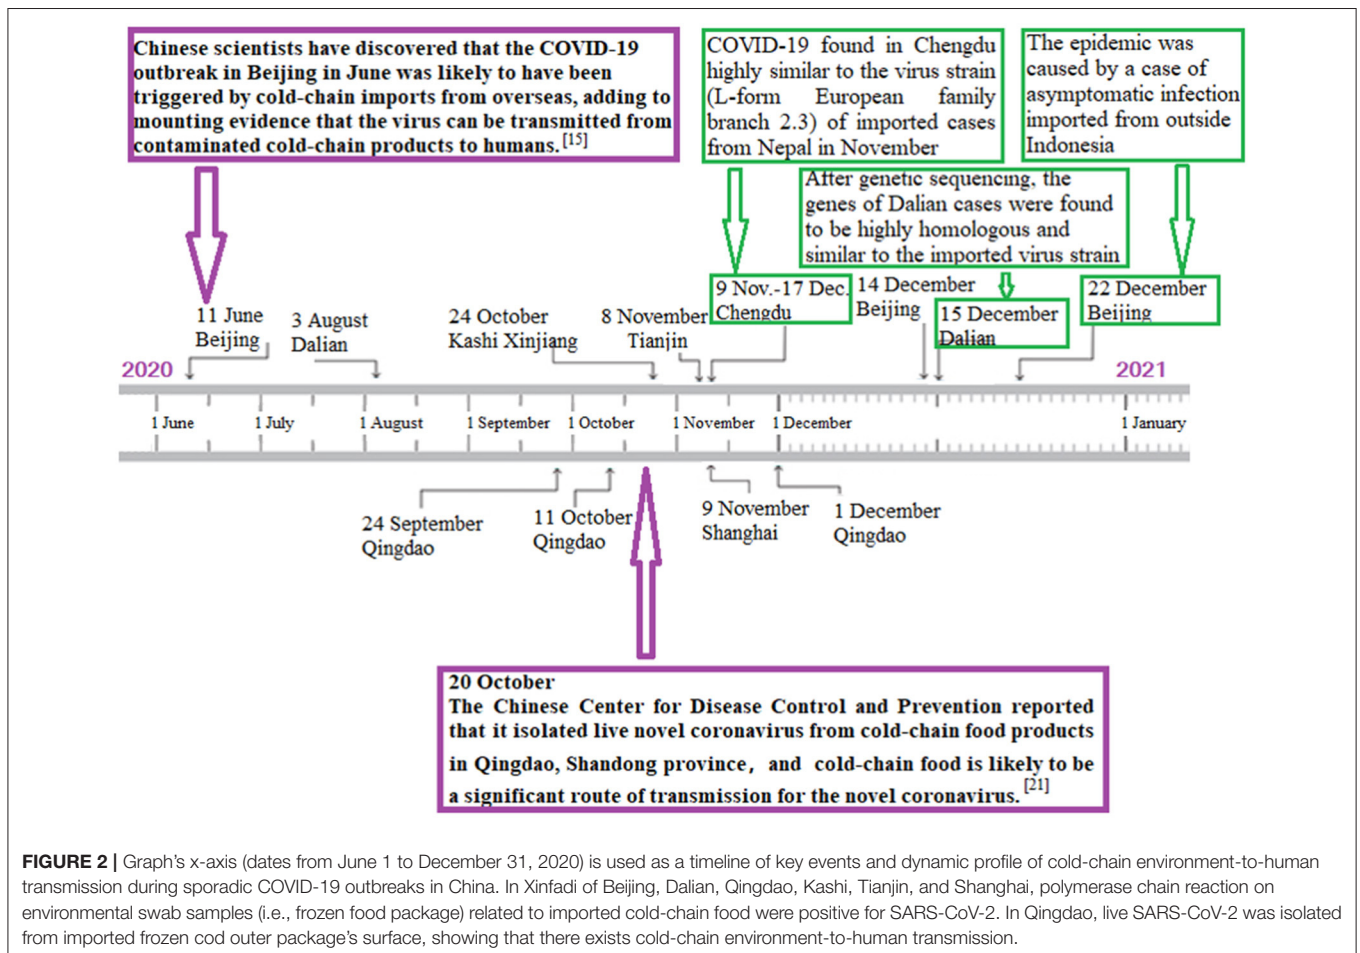 Chinese scientists have discovered that the COVID-19
outbreak in Beijing in June was likely to have been
triggered by cold-chain imports from overseas, adding to
mounting evidence that the virus can be transmitted from
contaminated cold-chain products to humans.[15]
COVID-19 found in Chengdu
highly similar to the virus strain
(L-form European family
branch 2.3) of imported cases
from Nepal in November
The epidemic was
caused by a case of
asymptomatic infection
imported from outside
Indonesia
After genetic sequencing, the
genes of Dalian cases were found
to be highly homologous and
similar to the imported virus strain
11 June
Beijing
3 August
Dalian
24 October
Kashi Xinjiang
8 November
Tianjin
9 Nov.-17 Dec.
Chengdu
14 December
Beijing
15 December
Dalian
22 December
Beijing
2020
2021
1 June
1 July
1 August
1 September
1 October
1 November
1 December
1 January
24 September
Qingdao
11 October
Qingdao
9 November
Shanghai
1 December
Qingdao
20 October
The Chinese Center for Disease Control and Prevention reported
that it isolated live novel coronavirus from cold-chain food products
in Qingdao, Shandong province, and cold-chain food is likely to be
a significant route of transmission for the novel coronavirus.[21]
FIGURE 2 | Graph's x-axis (dates from June 1 to December 31, 2020) is used as a timeline of key events and dynamic profile of cold-chain environment-to-human
transmission during sporadic COVID-19 outbreaks in China. In Xinfadi of Beijing, Dalian, Qingdao, Kashi, Tianjin, and Shanghai, polymerase chain reaction on
environmental swab samples (i.e., frozen food package) related to imported cold-chain food were positive for SARS-CoV-2. In Qingdao, live SARS-CoV-2 was isolated
from imported frozen cod outer package's surface, showing that there exists cold-chain environment-to-human transmission.